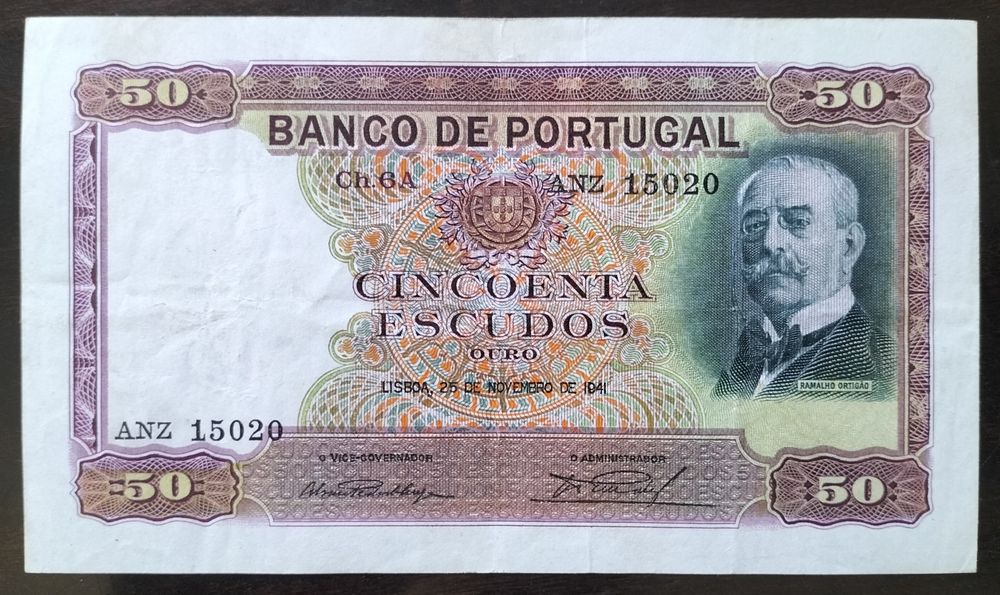 50 50
BANCO DE PORTUGAL
Ch. 6A ANZ 15020
CINCOENTA
ESCUDOS
OURO
LISBOA, 25 DE NOVEMBRO DE 1941
RAMALHO ORTIGÃO
ANZ 15020
O VICE-GOVERNADOR O ADMINISTRADOR
50 50